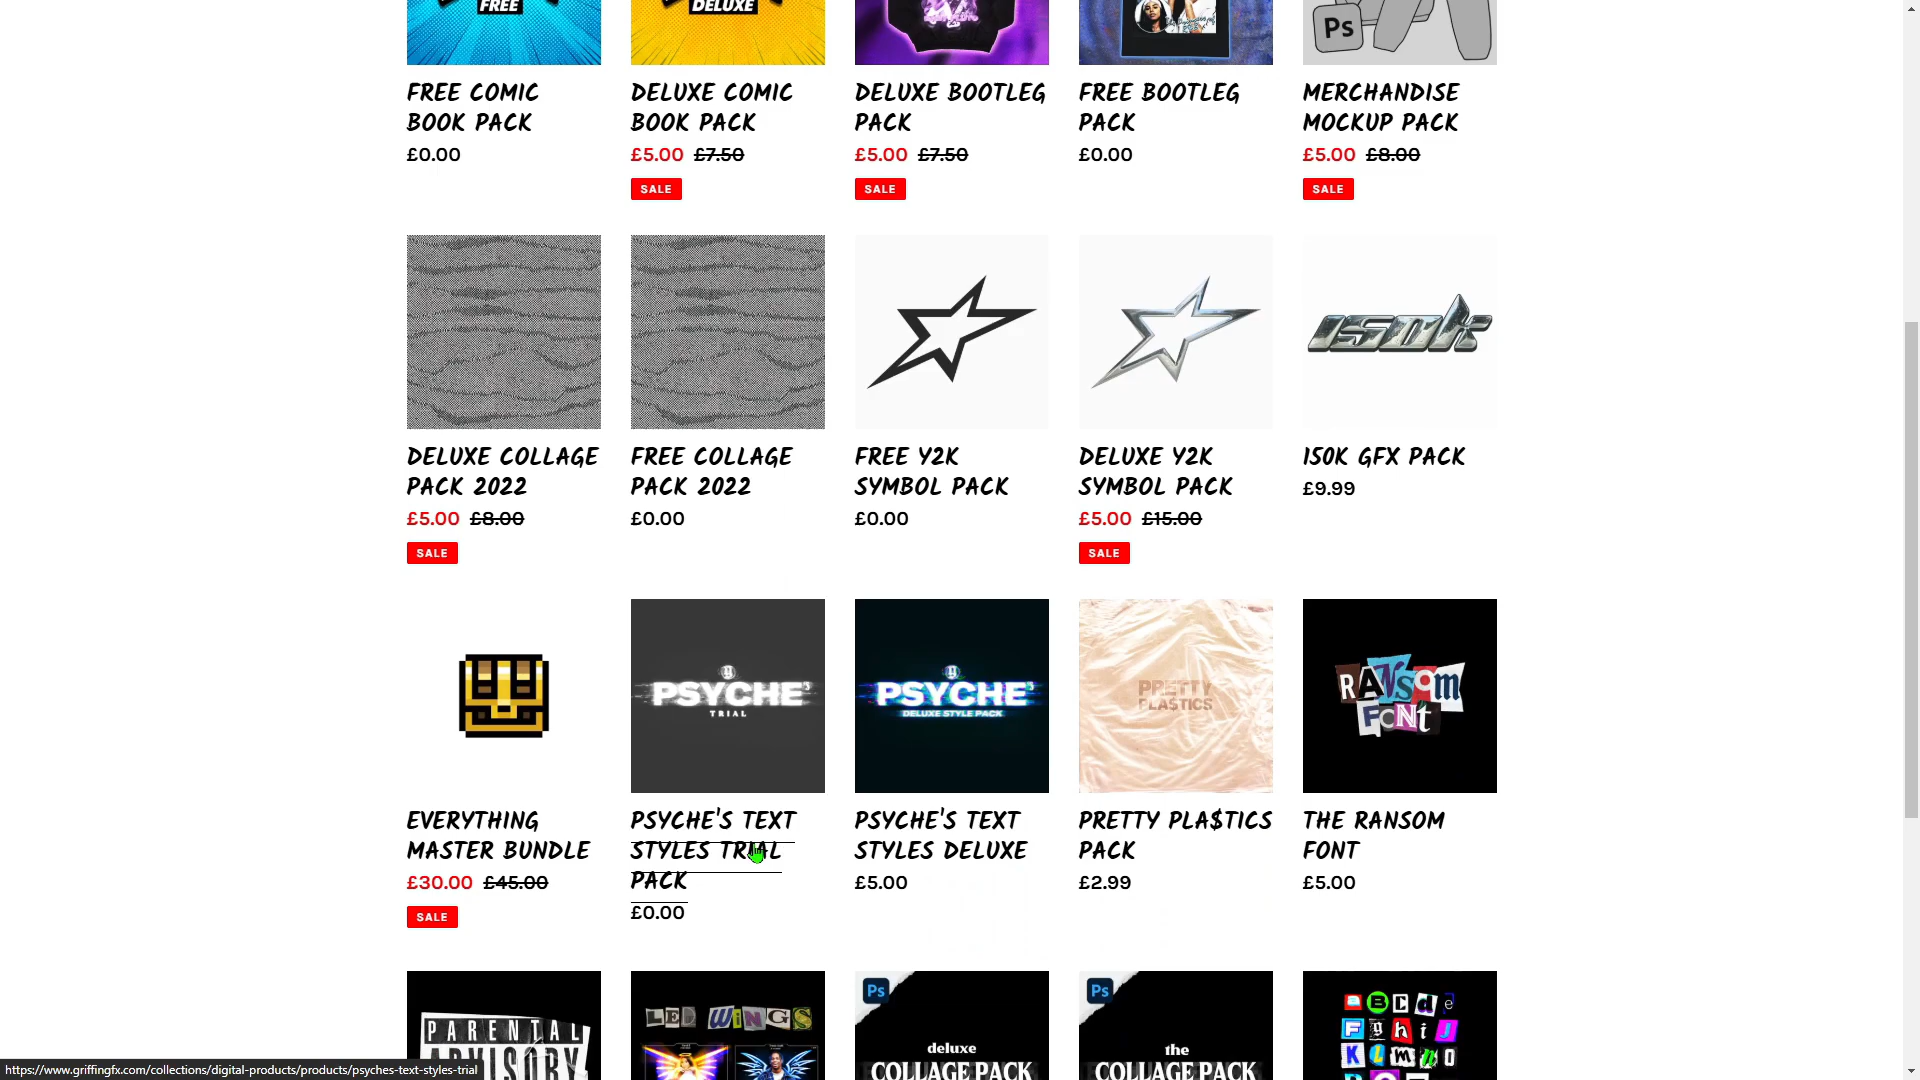 FREE
DELUXE
Ps
FREE COMIC
BOOK PACK
£0.00
DELUXE COMIC
BOOK PACK
£5.00 £7.50
SALE
DELUXE BOOTLEG
PACK
£5.00 £7.50
SALE
FREE BOOTLEG
PACK
£0.00
MERCHANDISE
MOCKUP PACK
£5.00 £8.00
SALE
DELUXE COLLAGE
PACK 2022
£5.00 £8.00
SALE
FREE COLLAGE
PACK 2022
£0.00
FREE Y2K
SYMBOL PACK
£0.00
DELUXE Y2K
SYMBOL PACK
£5.00 £15.00
SALE
150K
150K GFX PACK
£9.99
EVERYTHING
MASTER BUNDLE
£30.00 £45.00
SALE
PSYCHE'S
TRIAL
PSYCHE'S TEXT
STYLES TRIAL
PACK
£0.00
PSYCHE'S
DELUXE STYLE PACK
PSYCHE'S TEXT
STYLES DELUXE
£5.00
PRETTY
PLA$TICS
PRETTY PLA$TICS
PACK
£2.99
RANSOM
FONT
THE RANSOM
FONT
£5.00
PARENTAL
ADVISORY
LED WINGS
Ps
deluxe
COLLAGE PACK
Ps
the
COLLAGE PACK
A B C d e
F g h i J
K L m n O
https://www.griffingfx.com/collections/digital-products/products/psyches-text-styles-trial